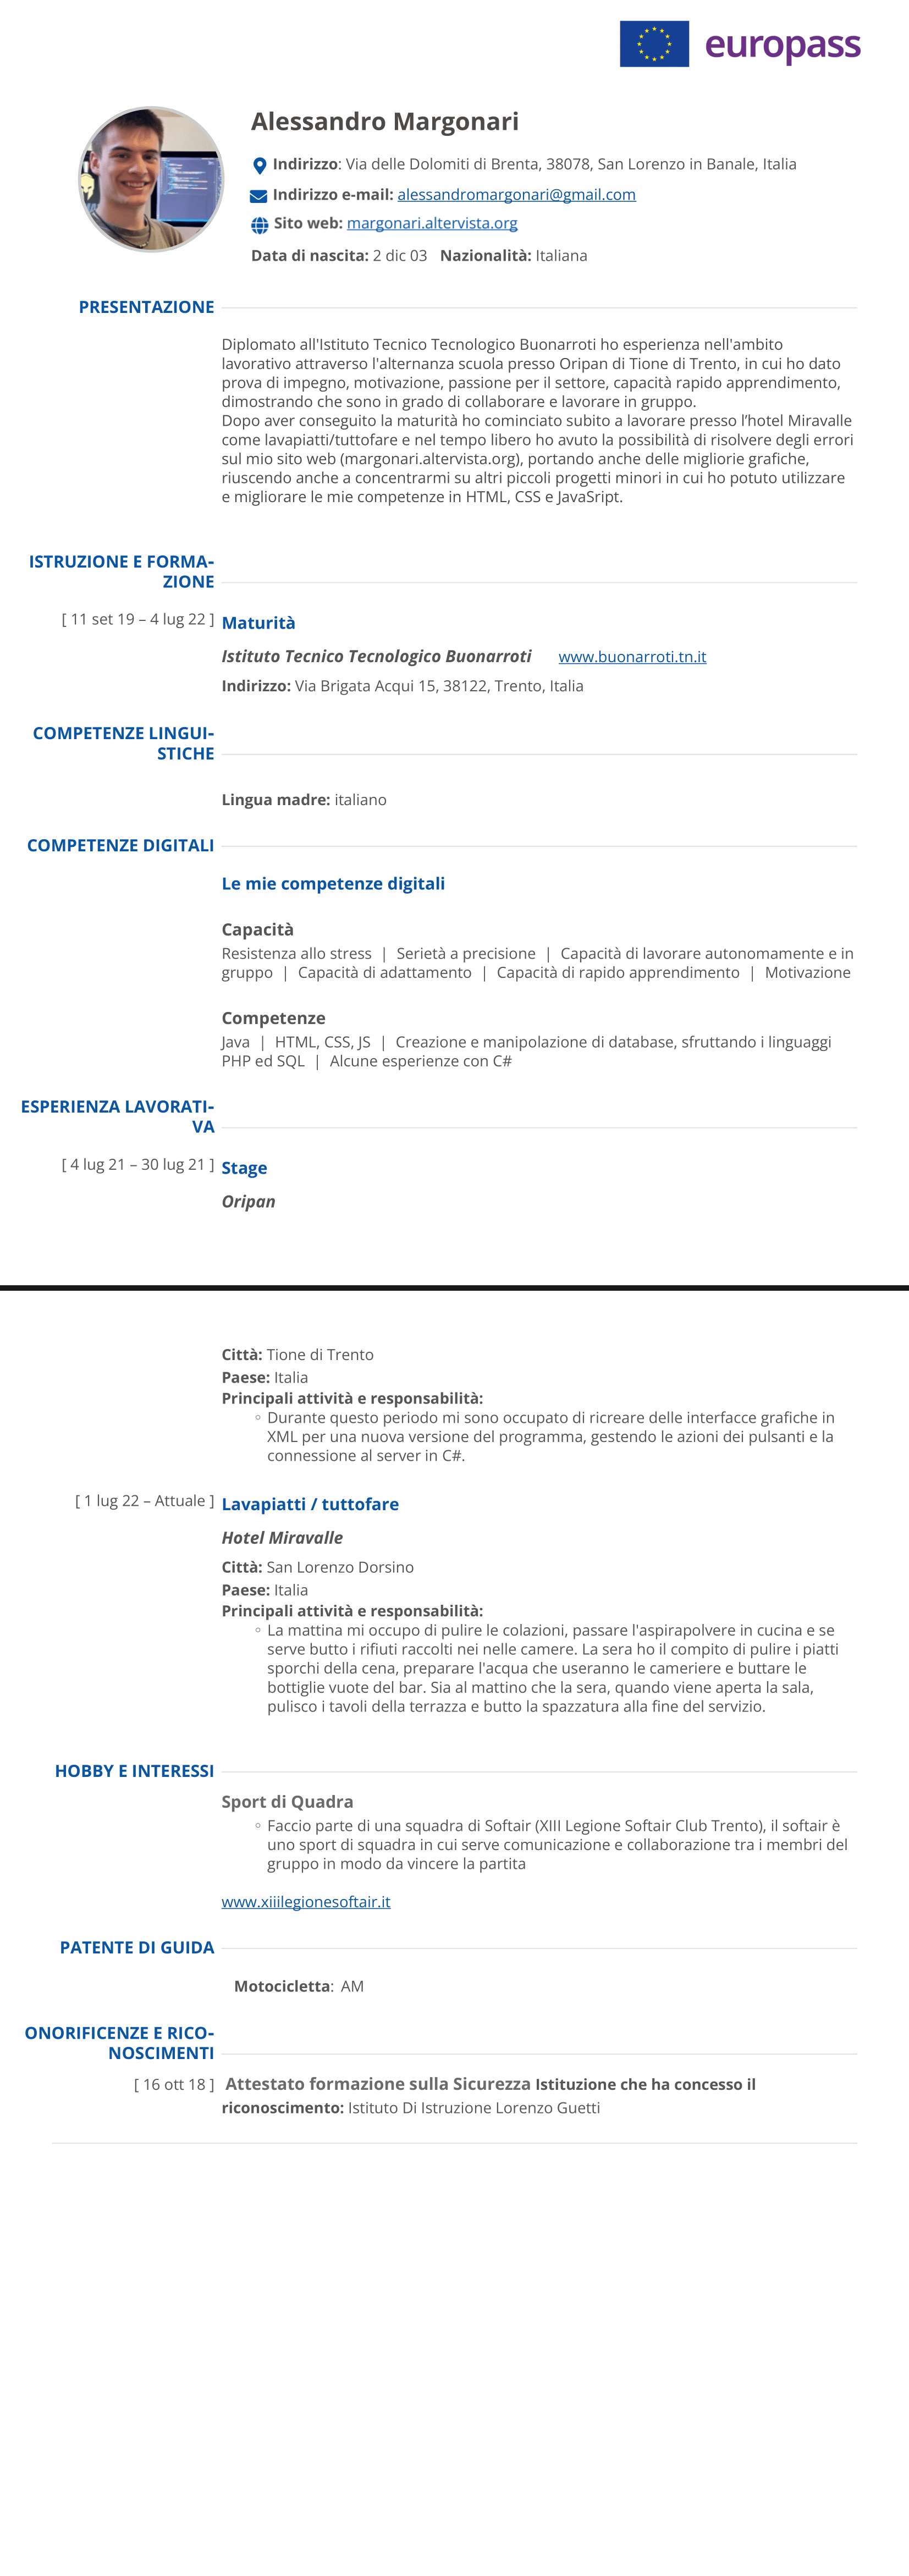 europass
Alessandro Margonari
Indirizzo: Via delle Dolomiti di Brenta, 38078, San Lorenzo in Banale, Italia
Indirizzo e-mail: alessandromargonari@gmail.com
Sito web: margonari.altervista.org
Data di nascita: 2 dic 03 Nazionalità: Italiana
PRESENTAZIONE
Diplomato all'Istituto Tecnico Tecnologico Buonarroti ho esperienza nell'ambito
lavorativo attraverso l'alternanza scuola presso Oripan di Tione di Trento, in cui ho dato
prova di impegno, motivazione, passione per il settore, capacità rapido apprendimento,
dimostrando che sono in grado di collaborare e lavorare in gruppo.
Dopo aver conseguito la maturità ho cominciato subito a lavorare presso l’hotel Miravalle
come lavapiatti/tuttofare e nel tempo libero ho avuto la possibilità di risolvere degli errori
sul mio sito web (margonari.altervista.org), portando anche delle migliorie grafiche,
riuscendo anche a concentrarmi su altri piccoli progetti minori in cui ho potuto utilizzare
e migliorare le mie competenze in HTML, CSS e JavaSript.
ISTRUZIONE E FORMA-
ZIONE
[ 11 set 19 – 4 lug 22 ] Maturità
Istituto Tecnico Tecnologico Buonarroti www.buonarroti.tn.it
Indirizzo: Via Brigata Acqui 15, 38122, Trento, Italia
COMPETENZE LINGUI-
STICHE
Lingua madre: italiano
COMPETENZE DIGITALI
Le mie competenze digitali
Capacità
Resistenza allo stress | Serietà a precisione | Capacità di lavorare autonomamente e in
gruppo | Capacità di adattamento | Capacità di rapido apprendimento | Motivazione
Competenze
Java | HTML, CSS, JS | Creazione e manipolazione di database, sfruttando i linguaggi
PHP ed SQL | Alcune esperienze con C#
ESPERIENZA LAVORATI-
VA
[ 4 lug 21 – 30 lug 21 ] Stage
Oripan
Città: Tione di Trento
Paese: Italia
Principali attività e responsabilità:
◦ Durante questo periodo mi sono occupato di ricreare delle interfacce grafiche in
XML per una nuova versione del programma, gestendo le azioni dei pulsanti e la
connessione al server in C#.
[ 1 lug 22 – Attuale ] Lavapiatti / tuttofare
Hotel Miravalle
Città: San Lorenzo Dorsino
Paese: Italia
Principali attività e responsabilità:
◦ La mattina mi occupo di pulire le colazioni, passare l'aspirapolvere in cucina e se
serve butto i rifiuti raccolti nei nelle camere. La sera ho il compito di pulire i piatti
sporchi della cena, preparare l'acqua che useranno le cameriere e buttare le
bottiglie vuote del bar. Sia al mattino che la sera, quando viene aperta la sala,
pulisco i tavoli della terrazza e butto la spazzatura alla fine del servizio.
HOBBY E INTERESSI
Sport di Quadra
◦ Faccio parte di una squadra di Softair (XIII Legione Softair Club Trento), il softair è
uno sport di squadra in cui serve comunicazione e collaborazione tra i membri del
gruppo in modo da vincere la partita
www.xiiilegionesoftair.it
PATENTE DI GUIDA
Motocicletta: AM
ONORIFICENZE E RICO-
NOSCIMENTI
[ 16 ott 18 ] Attestato formazione sulla Sicurezza Istituzione che ha concesso il
riconoscimento: Istituto Di Istruzione Lorenzo Guetti